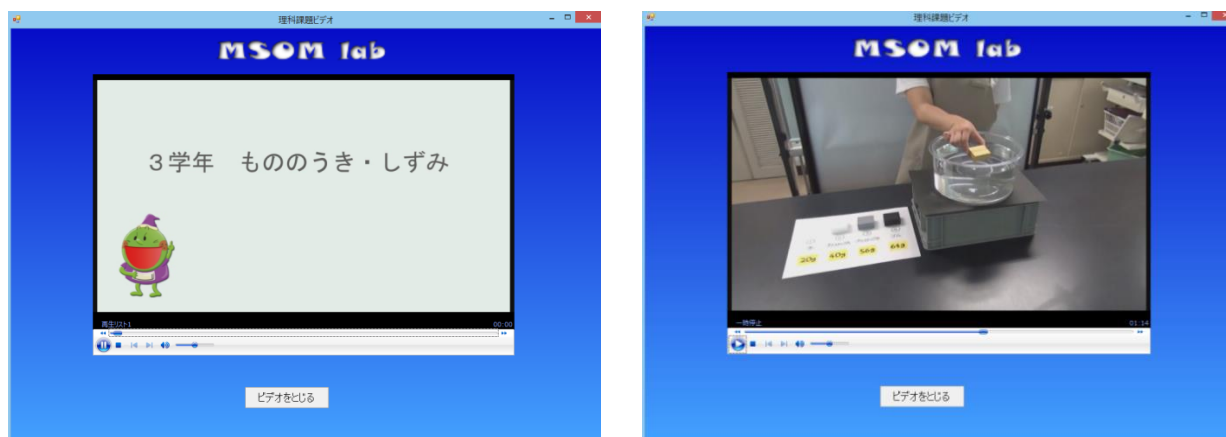 理科課題ビデオ
MSOM lab
3学年 もののうき・しずみ
再生リスト1
00:00
ビデオをとじる
理科課題ビデオ
MSOM lab
20g 40g 56g 64g
一時停止
01:14
ビデオをとじる